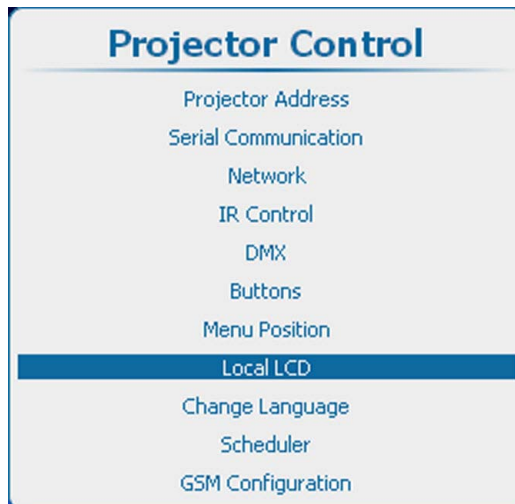 Projector Control
Projector Address
Serial Communication
Network
IR Control
DMX
Buttons
Menu Position
Local LCD
Change Language
Scheduler
GSM Configuration